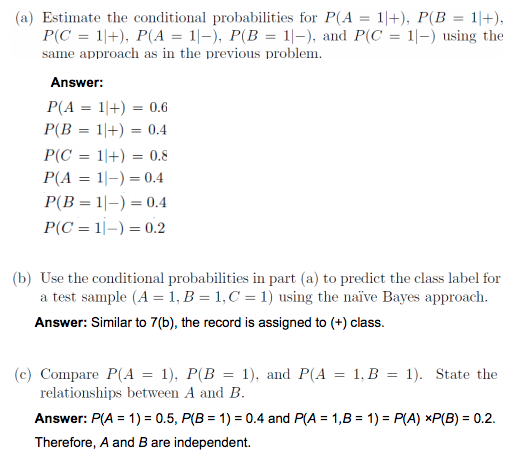 (a) Estimate the conditional probabilities for P(A = 1|+), P(B = 1|+),
P(C = 1|+), P(A = 1|−), P(B = 1|−), and P(C = 1|−) using the
same approach as in the previous problem.
Answer:
P(A = 1|+) = 0.6
P(B = 1|+) = 0.4
P(C = 1|+) = 0.8
P(A = 1|−) = 0.4
P(B = 1|−) = 0.4
P(C = 1|−) = 0.2
(b) Use the conditional probabilities in part (a) to predict the class label for
a test sample (A = 1, B = 1, C = 1) using the naïve Bayes approach.
Answer: Similar to 7(b), the record is assigned to (+) class.
(c) Compare P(A = 1), P(B = 1), and P(A = 1, B = 1). State the
relationships between A and B.
Answer: P(A = 1) = 0.5, P(B = 1) = 0.4 and P(A = 1,B = 1) = P(A) ×P(B) = 0.2.
Therefore, A and B are independent.